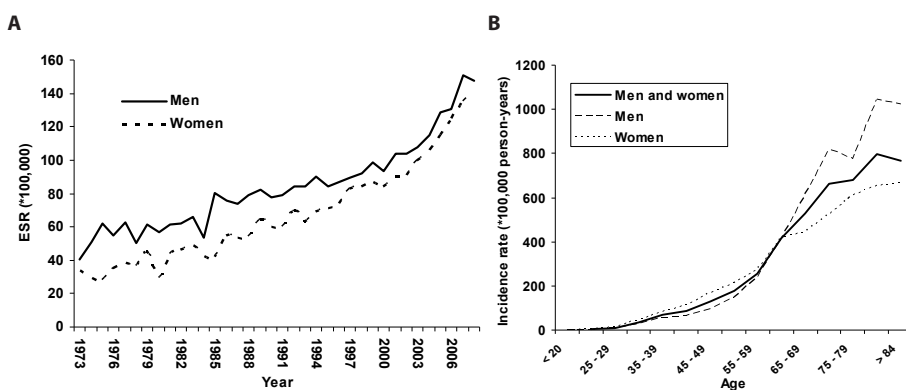 A
ESR (*100,000)
160
140
120
100
80
60
40
20
0
Men
Women
1973
1976
1979
1982
1985
1988
1991
1994
1997
2000
2003
2006
Year
B
Incidence rate (*100,000 person-years)
1200
1000
800
600
400
200
0
Men and women
Men
Women
< 20
25 - 29
35 - 39
45 - 49
55 - 59
65 - 69
75 - 79
> 84
Age